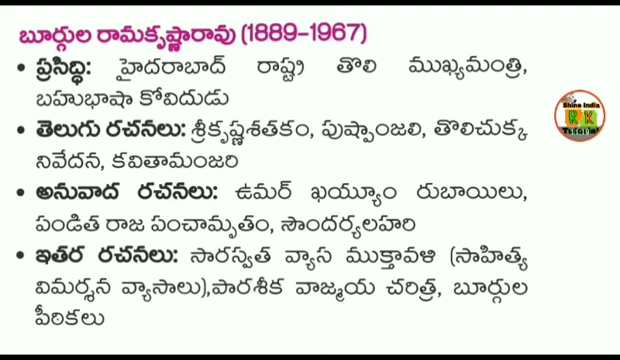 బూర్గుల రామకృష్ణారావు (1889-1967)
• ప్రసిద్ధి: హైదరాబాద్ రాష్ట్ర తొలి ముఖ్యమంత్రి,
బహుభాషా కోవిదుడు
• తెలుగు రచనలు: శ్రీకృష్ణశతకం, పుష్పాంజలి, తొలిచుక్క
నివేదన, కవితామంజరి
• అనువాద రచనలు: ఉమర్ ఖయ్యూం రుబాయిలు,
పండిత రాజ పంచామృతం, సౌందర్యలహరి
• ఇతర రచనలు: సారస్వత వ్యాస ముక్తావళి (సాహిత్య
విమర్శన వ్యాసాలు),పారశీక వాజ్మయ చరిత్ర, బూర్గుల
పీఠికలు
Shine India
RK